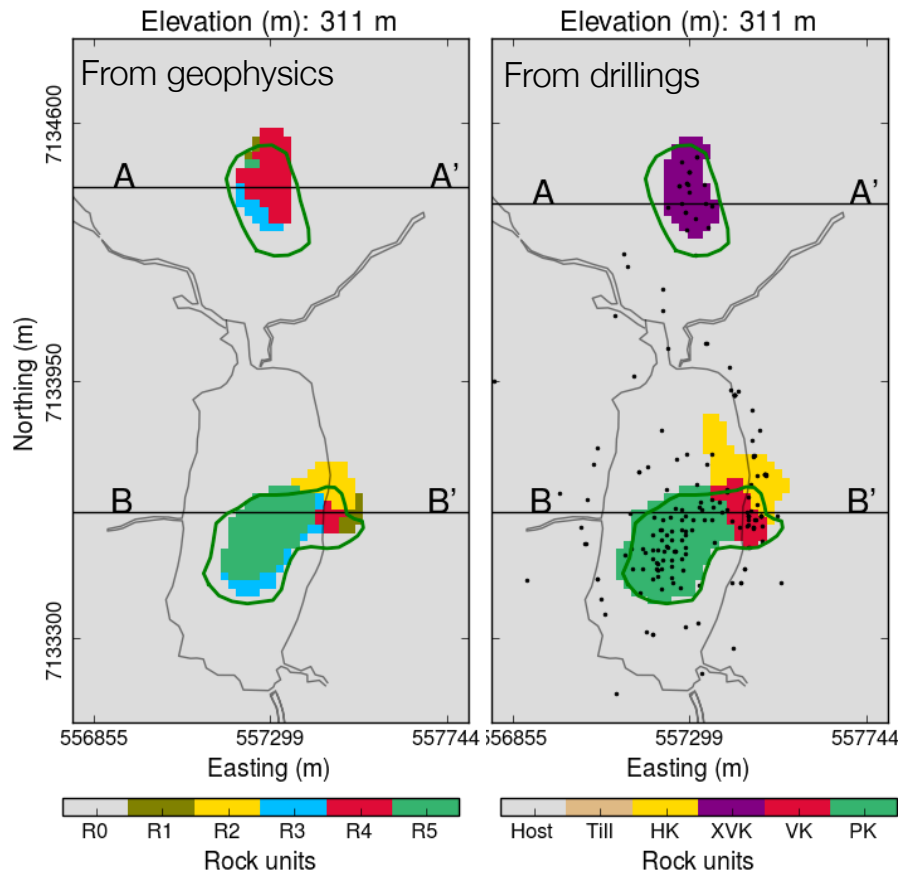 Elevation (m): 311 m
From geophysics
A A'
B B'
7134600
7133950
7133300
Northing (m)
556855 557299 557744
Easting (m)
R0 R1 R2 R3 R4 R5
Rock units
Elevation (m): 311 m
From drillings
A A'
B B'
:56855 557299 557744
Easting (m)
Host Till HK XVK VK PK
Rock units